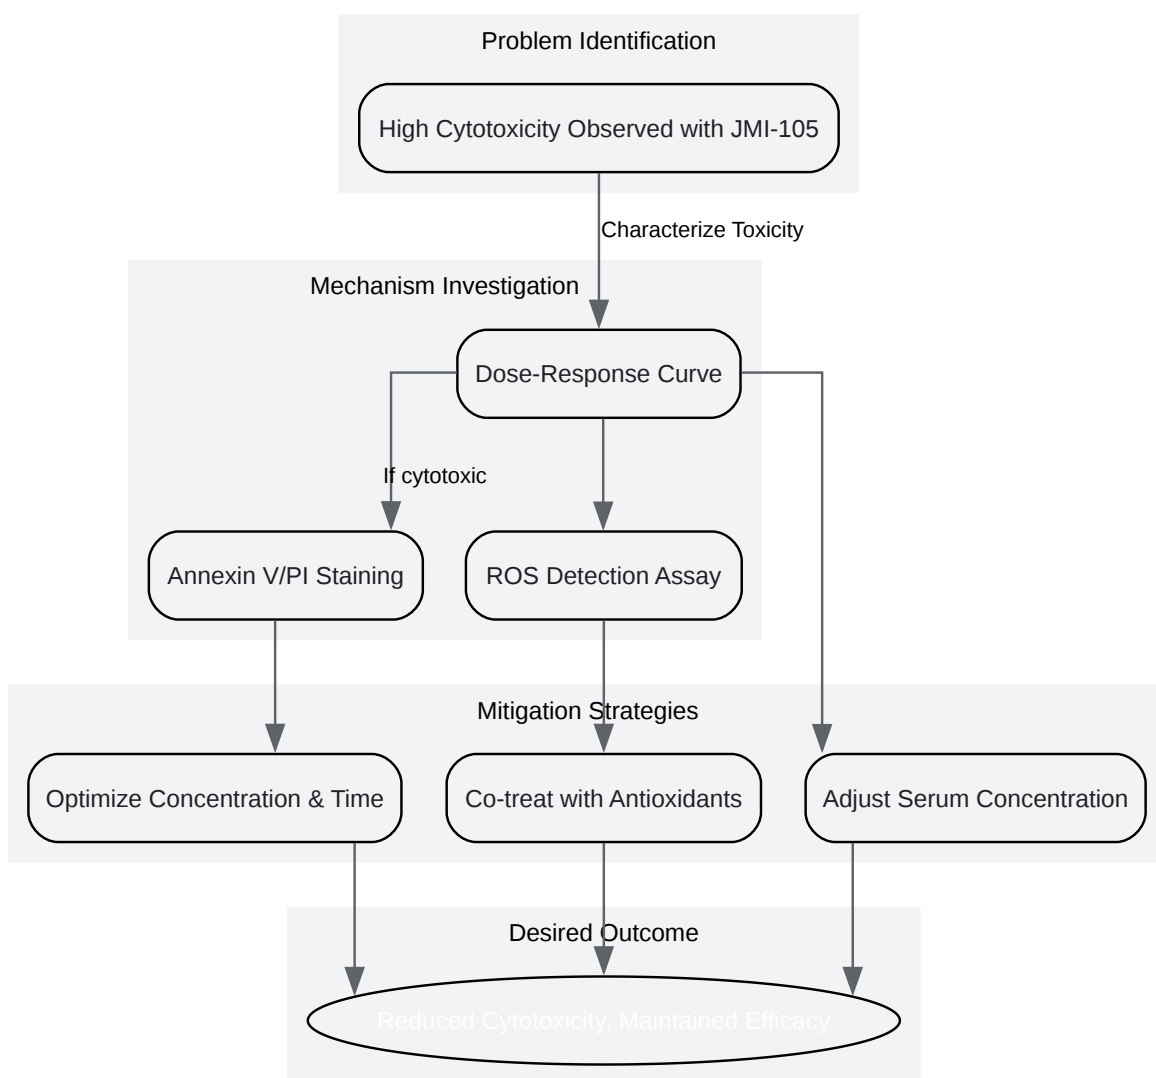 Problem Identification
High Cytotoxicity Observed with JMI-105
Characterize Toxicity
Mechanism Investigation
Dose-Response Curve
If cytotoxic
Annexin V/PI Staining
ROS Detection Assay
Mitigation Strategies
Optimize Concentration & Time
Co-treat with Antioxidants
Adjust Serum Concentration
Desired Outcome
Reduced Cytotoxicity, Maintained Efficacy